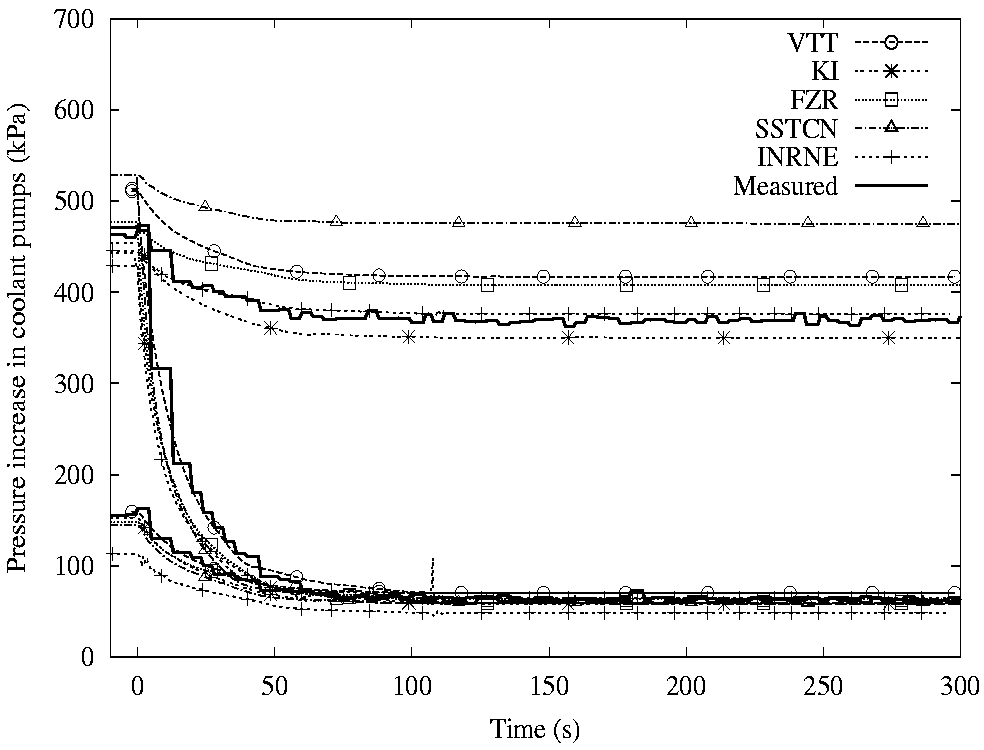 700
600
500
400
300
200
100
0
Pressure increase in coolant pumps (kPa)
VTT
KI
FZR
SSTCN
INRNE
Measured
0 50 100 150 200 250 300
Time (s)